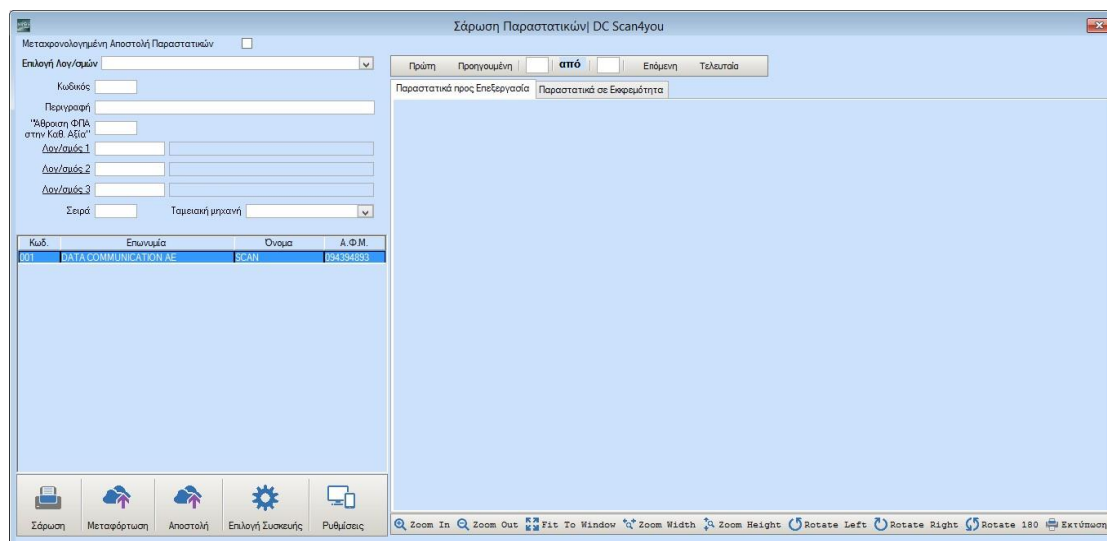 Σάρωση Παραστατικών| DC Scan4you
Μεταχρονολογημένη Αποστολή Παραστατικών
Επιλογή Λογ/σμών
Κωδικός
Περιγραφή
"Άθροιση ΦΠΑ
στην Καθ. Αξία"
Λογ/σμός 1
Λογ/σμός 2
Λογ/σμός 3
Σειρά Ταμειακή μηχανή
Κωδ. Επωνυμία Όνομα Α.Φ.Μ.
001 DATA COMMUNICATION AE SCAN 094394893
Σάρωση Μεταφόρτωση Αποστολή Επιλογή Συσκευής Ρυθμίσεις
Πρώτη Προηγουμένη από Επόμενη Τελευταία
Παραστατικά προς Επεξεργασία Παραστατικά σε Εκκρεμότητα
Zoom In Zoom Out Fit To Window Zoom Width Zoom Height Rotate Left Rotate Right Rotate 180 Εκτύπωση